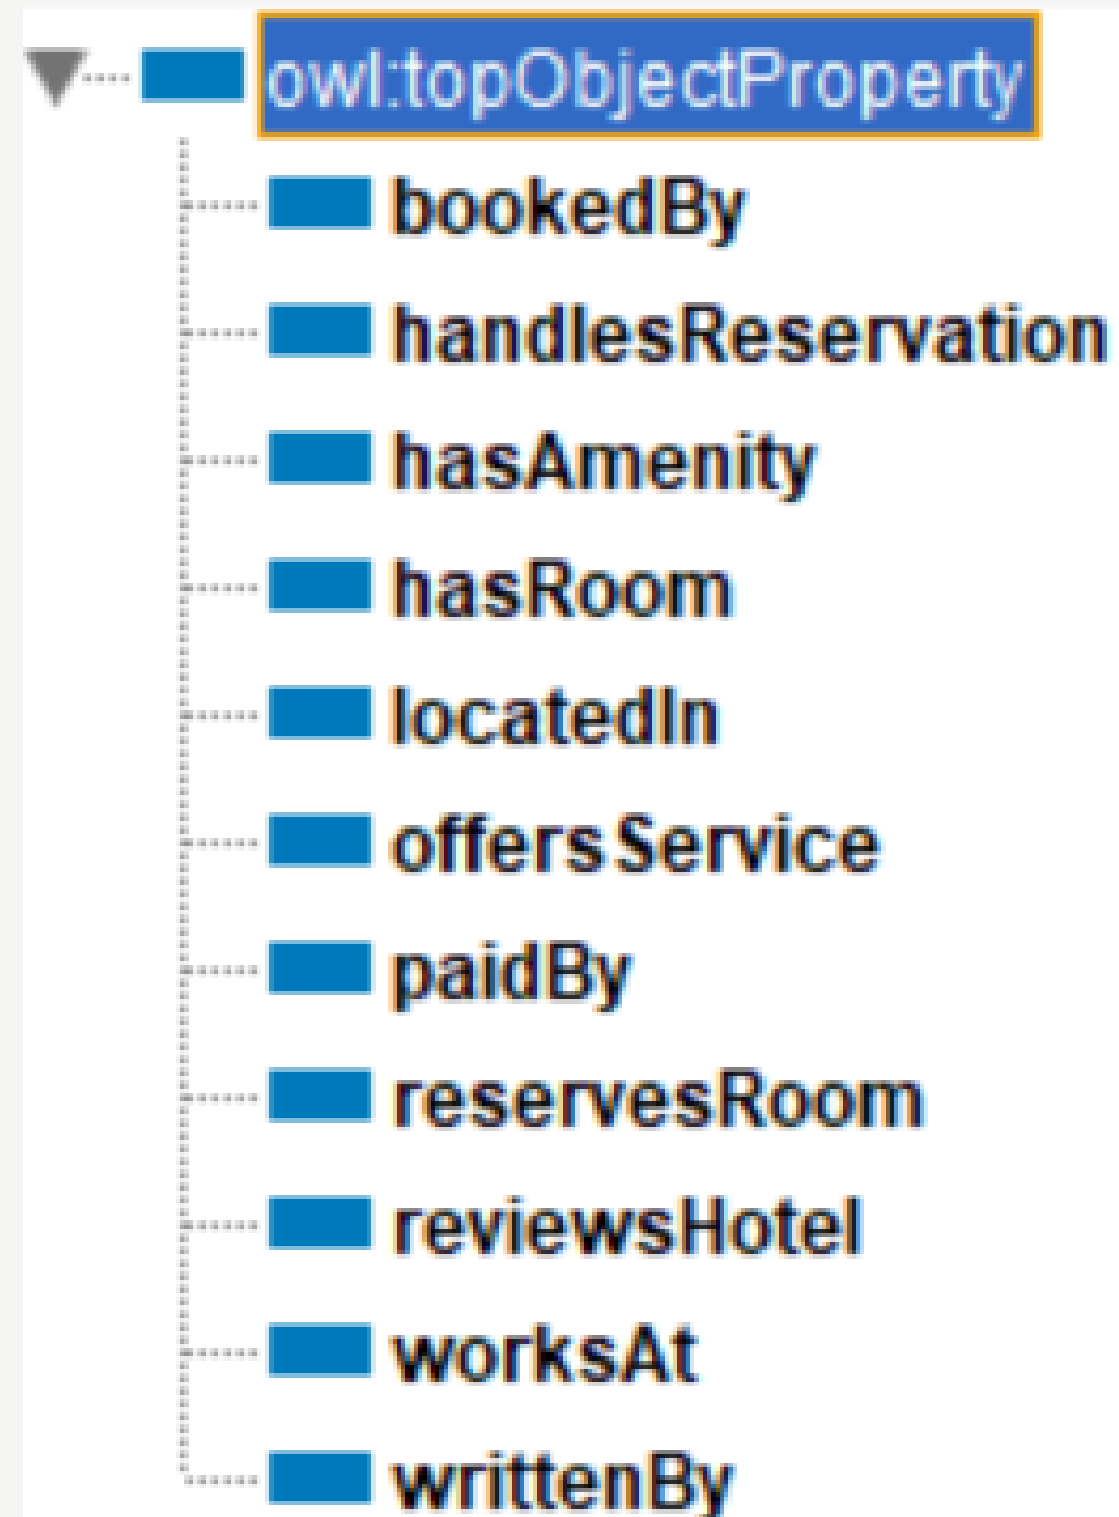 owl:topObjectProperty
bookedBy
handlesReservation
hasAmenity
hasRoom
locatedIn
offersService
paidBy
reservesRoom
reviewsHotel
worksAt
writtenBy